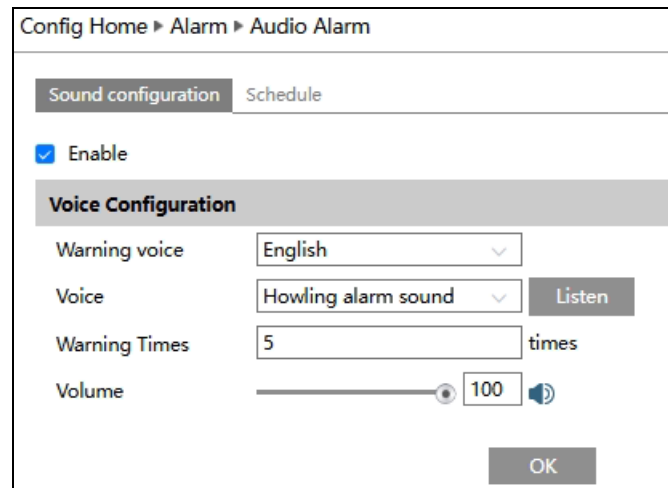 Config Home ▶ Alarm ▶ Audio Alarm
Sound configuration Schedule
Enable
Voice Configuration
Warning voice English
Voice Howling alarm sound Listen
Warning Times 5 times
Volume 100
OK